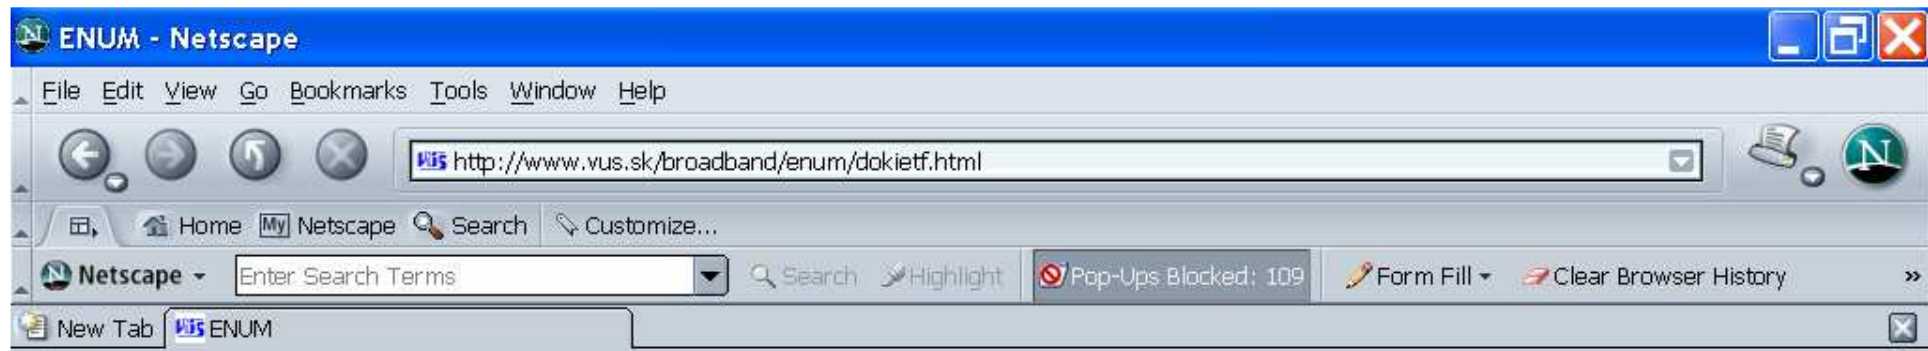 ENUM - Netscape
File Edit View Go Bookmarks Tools Window Help
http://www.vus.sk/broadband/enum/dokietf.html
N
Home My Netscape Search Customize...
N Netscape Enter Search Terms Search Highlight Pop-Ups Blocked: 109 Form Fill Clear Browser History »
New Tab ENUM